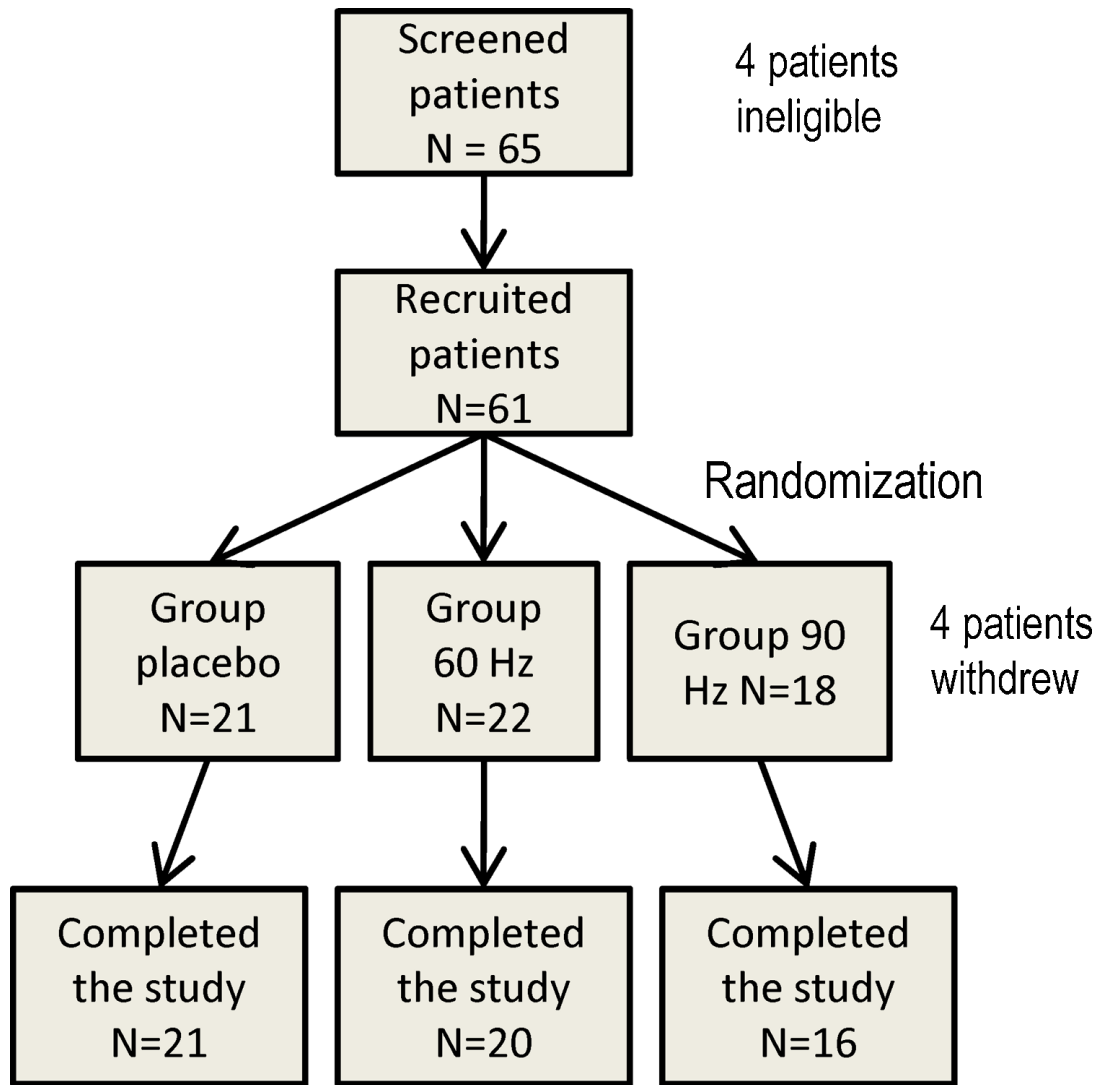 Screened
patients
N = 65
4 patients
ineligible
Recruited
patients
N=61
Randomization
Group
placebo
N=21
Group
60 Hz
N=22
Group 90
Hz N=18
4 patients
withdrew
Completed
the study
N=21
Completed
the study
N=20
Completed
the study
N=16